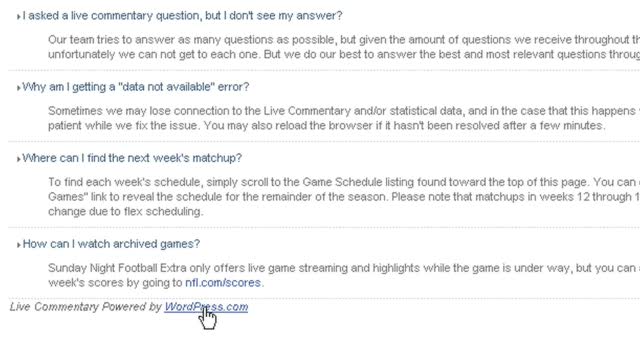 I asked a live commentary question, but I don't see my answer?
Our team tries to answer as many questions as possible, but given the amount of questions we receive throughout
unfortunately we can not get to each one. But we do our best to answer the best and most relevant questions
Why am I getting a "data not available" error?
Sometimes we may lose connection to the Live Commentary and/or statistical data, and in the case that this happens
patient while we fix the issue. You may also reload the browser if it hasn't been resolved after a few minutes.
Where can I find the next week's matchup?
To find each week's schedule, simply scroll to the Game Schedule listing found toward the top of this page. You can
Games" link to reveal the schedule for the remainder of the season. Please note that matchups in weeks 12 through
change due to flex scheduling.
How can I watch archived games?
Sunday Night Football Extra only offers live game streaming and highlights while the game is under way, but you can
week's scores by going to nfl.com/scores.
Live Commentary Powered by WordPress.com